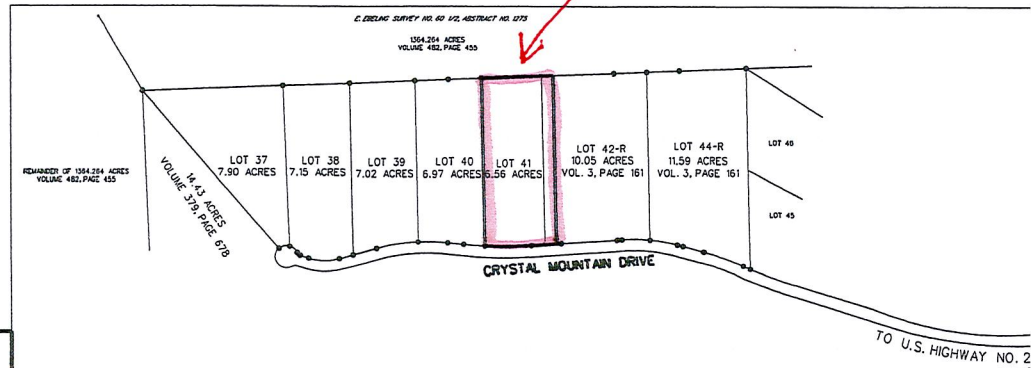 E. EBELING SURVEY NO. 60 1/2, ABSTRACT NO. 1273
1364.264 ACRES
VOLUME 482, PAGE 455
REMAINDER OF 1364.264 ACRES
VOLUME 482, PAGE 455
14.43 ACRES
VOLUME 379, PAGE 678
LOT 37
7.90 ACRES
LOT 38
7.15 ACRES
LOT 39
7.02 ACRES
LOT 40
6.97 ACRES
LOT 41
6.56 ACRES
LOT 42-R
10.05 ACRES
VOL. 3, PAGE 161
LOT 44-R
11.59 ACRES
VOL. 3, PAGE 161
LOT 46
LOT 45
CRYSTAL MOUNTAIN DRIVE
TO U.S. HIGHWAY NO. 2